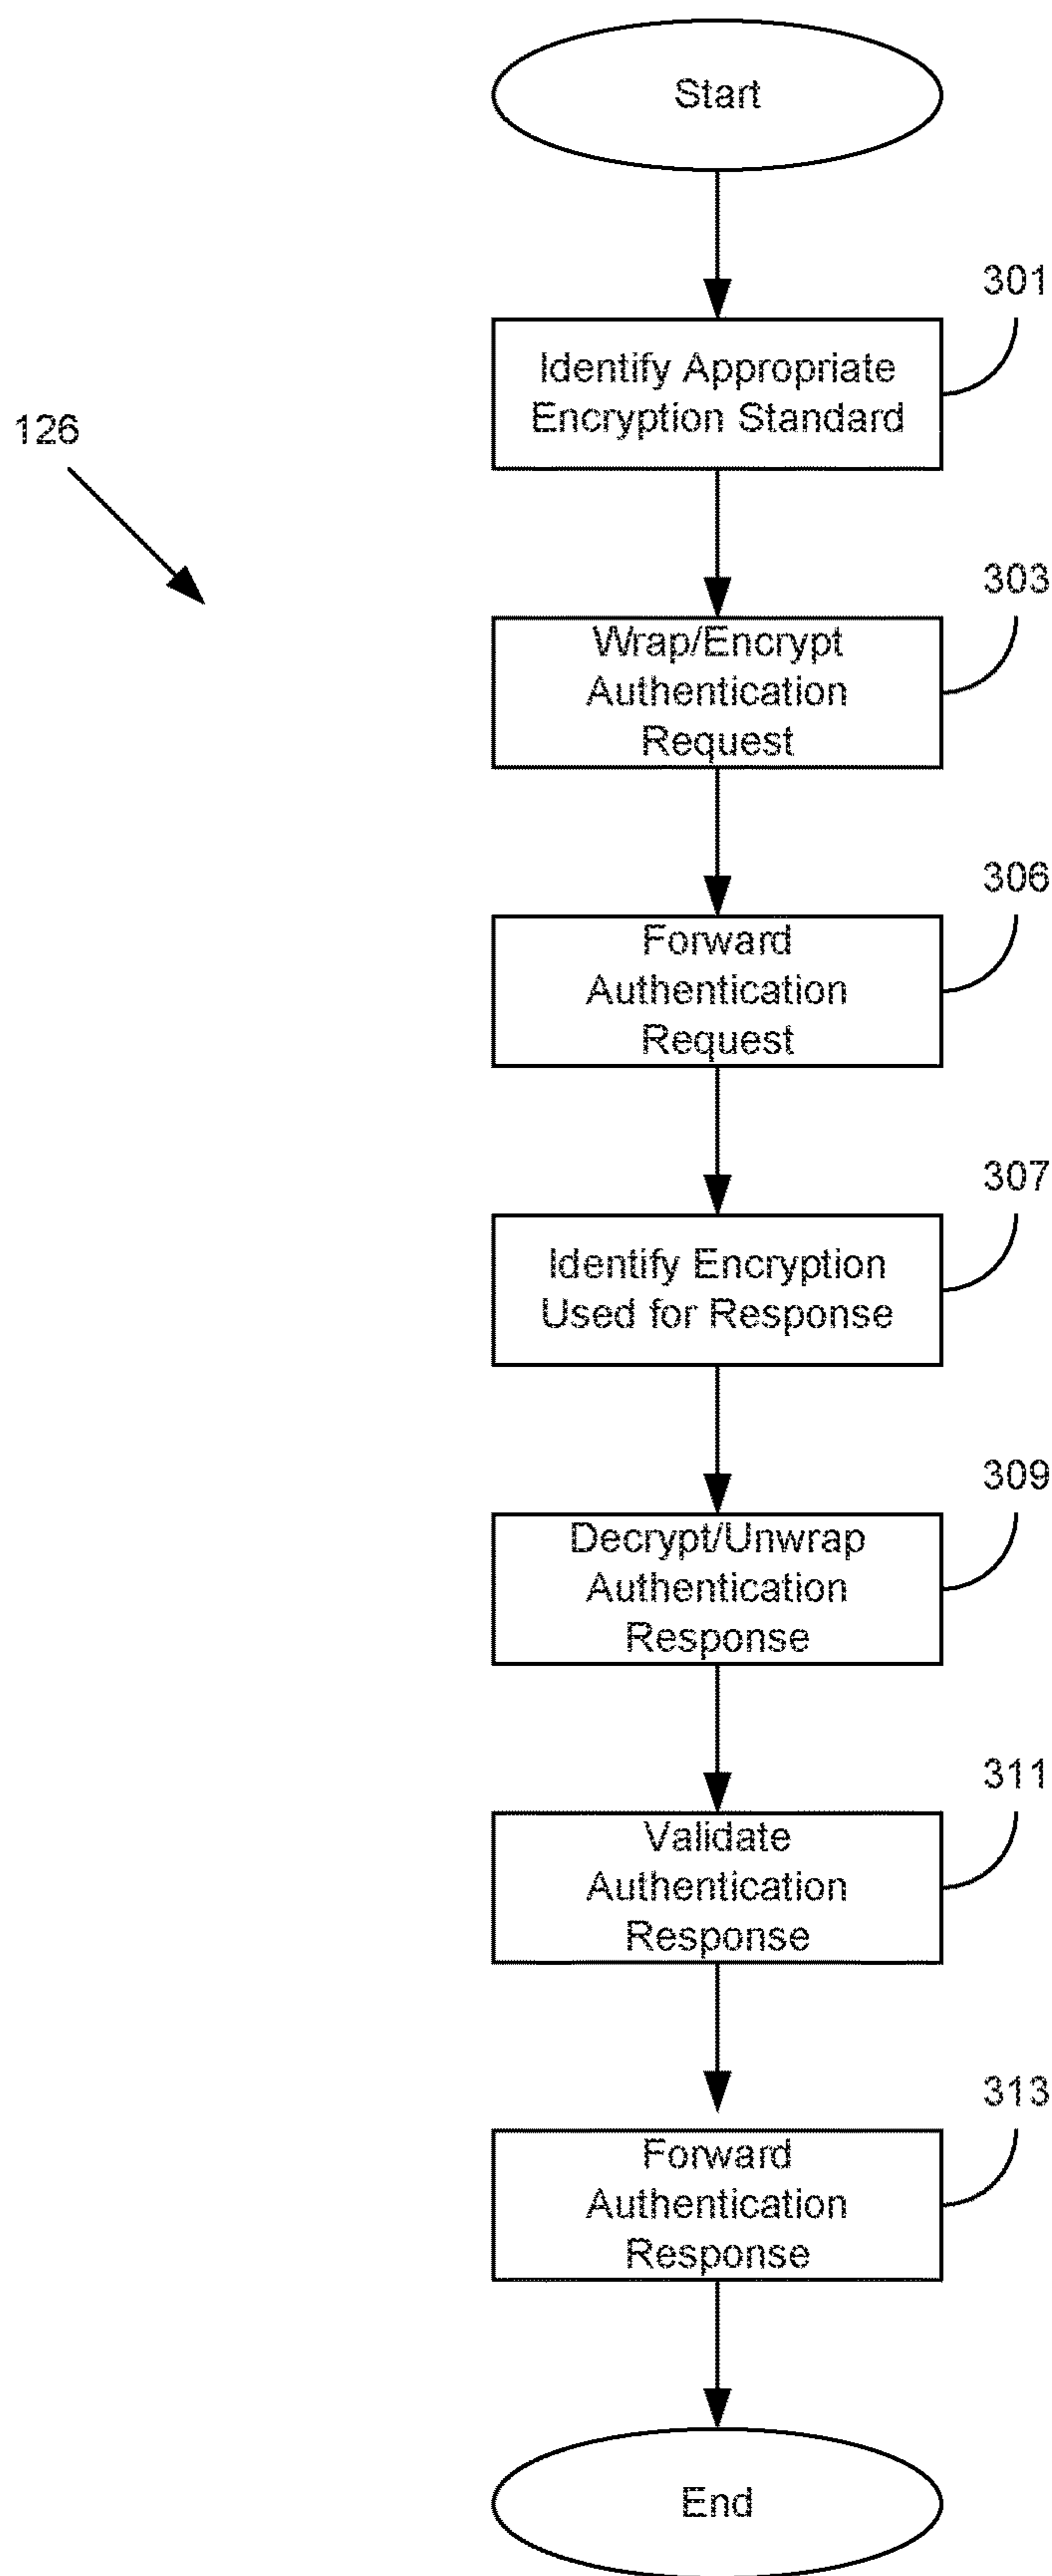 Start
301
Identify Appropriate
Encryption Standard
126
303
Wrap/Encrypt
Authentication
Request
306
Forward
Authentication
Request
307
Identify Encryption
Used for Response
309
Decrypt/Unwrap
Authentication
Response
311
Validate
Authentication
Response
313
Forward
Authentication
Response
End